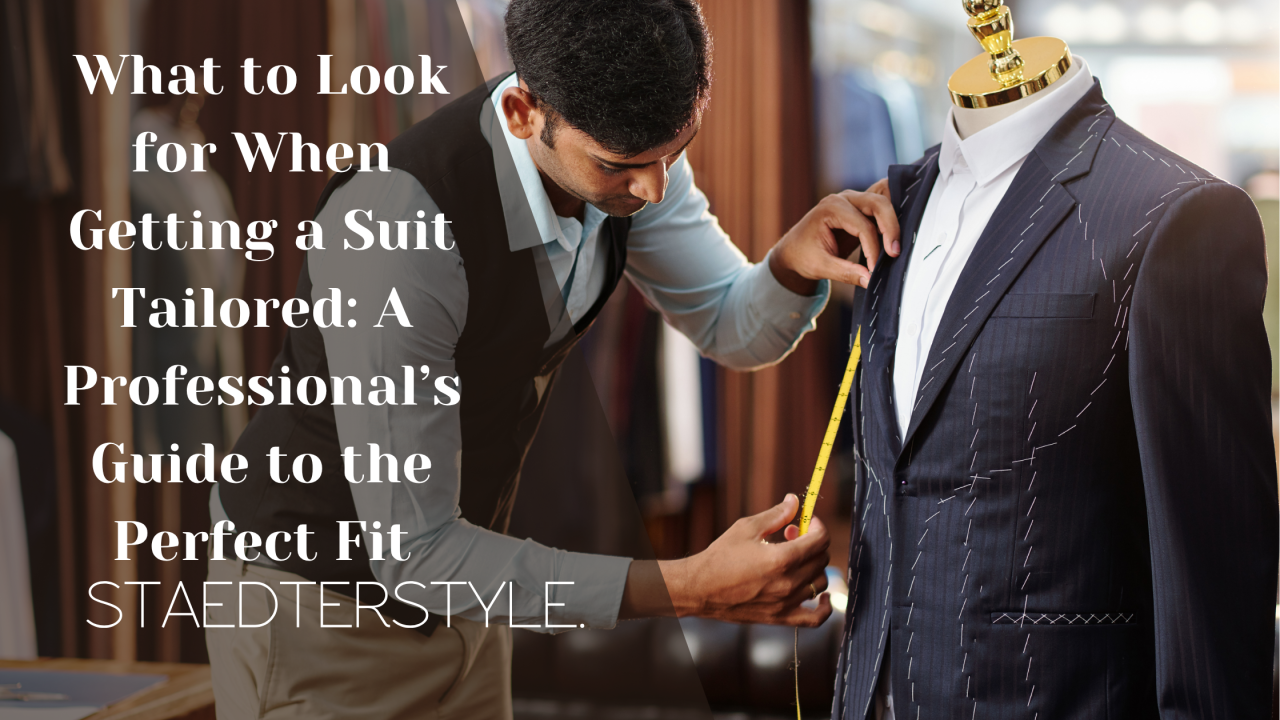 What to Look
for When
Getting a Suit
Tailored: A
Professional’s
Guide to the
Perfect Fit
STAEDTERSTYLE.